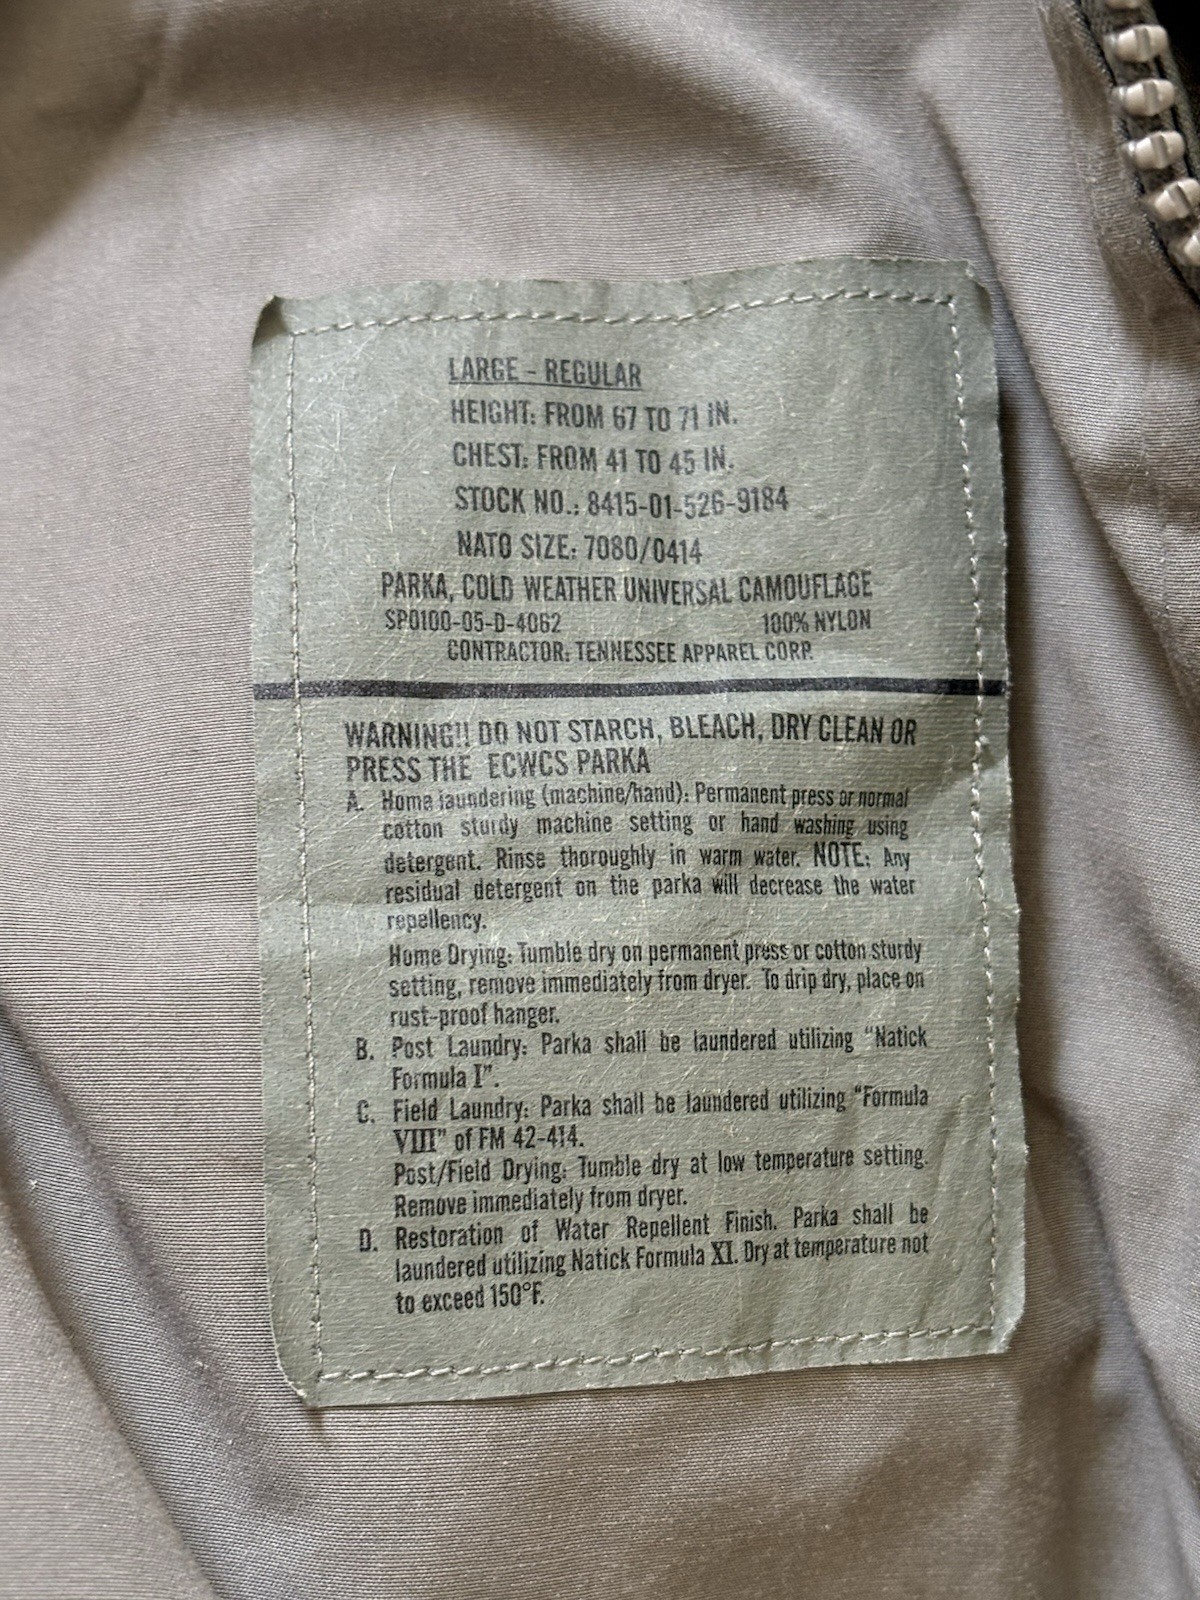 LARGE - REGULAR
HEIGHT: FROM 67 TO 71 IN.
CHEST: FROM 41 TO 45 IN.
STOCK NO.: 8415-01-526-9184
NATO SIZE: 7080/0414
PARKA, COLD WEATHER UNIVERSAL CAMOUFLAGE
SP0100-05-D-4062 100% NYLON
CONTRACTOR: TENNESSEE APPAREL CORP.
WARNING!! DO NOT STARCH, BLEACH, DRY CLEAN OR
PRESS THE ECWCS PARKA
A. Home laundering (machine/hand): Permanent press or normal
cotton sturdy machine setting or hand washing using
detergent. Rinse thoroughly in warm water. NOTE: Any
residual detergent on the parka will decrease the water
repellency.
Home Drying: Tumble dry on permanent press or cotton sturdy
setting, remove immediately from dryer. To drip dry, place on
rust-proof hanger.
B. Post Laundry: Parka shall be laundered utilizing "Natick
Formula I".
C. Field Laundry: Parka shall be laundered utilizing "Formula
VIII" of FM 42-414.
Post/Field Drying: Tumble dry at low temperature setting.
Remove immediately from dryer.
D. Restoration of Water Repellent Finish. Parka shall be
laundered utilizing Natick Formula XI. Dry at temperature not
to exceed 150°F.